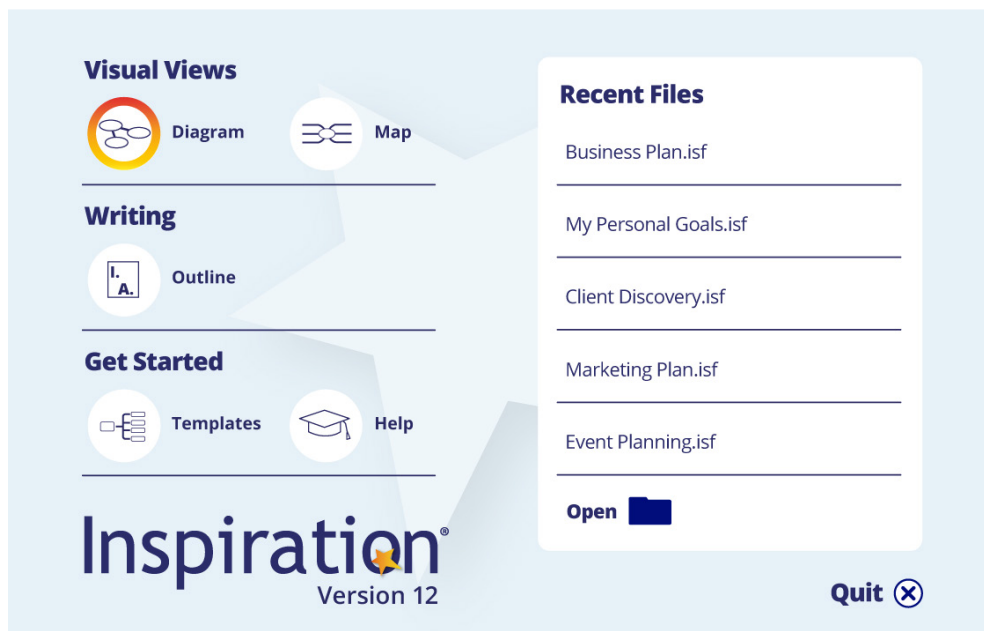 Visual Views
Diagram
Map
Writing
I.
A.
Outline
Get Started
Templates
Help
Inspiration®
Version 12
Recent Files
Business Plan.isf
My Personal Goals.isf
Client Discovery.isf
Marketing Plan.isf
Event Planning.isf
Open
Quit